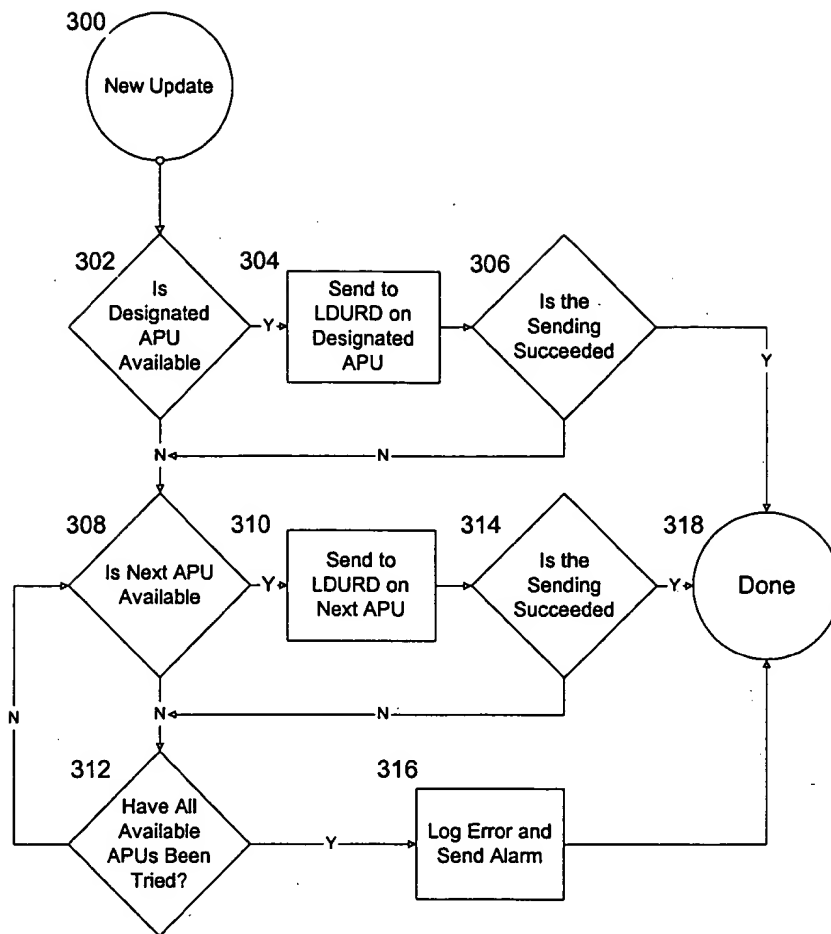 300
New Update
302
Is
Designated
APU
Available
Y
304
Send to
LDURD on
Designated
APU
306
Is the
Sending
Succeeded
Y
N
N
308
Is Next APU
Available
Y
310
Send to
LDURD on
Next APU
314
Is the
Sending
Succeeded
Y
318
Done
N
N
N
312
Have All
Available
APUs Been
Tried?
Y
316
Log Error and
Send Alarm